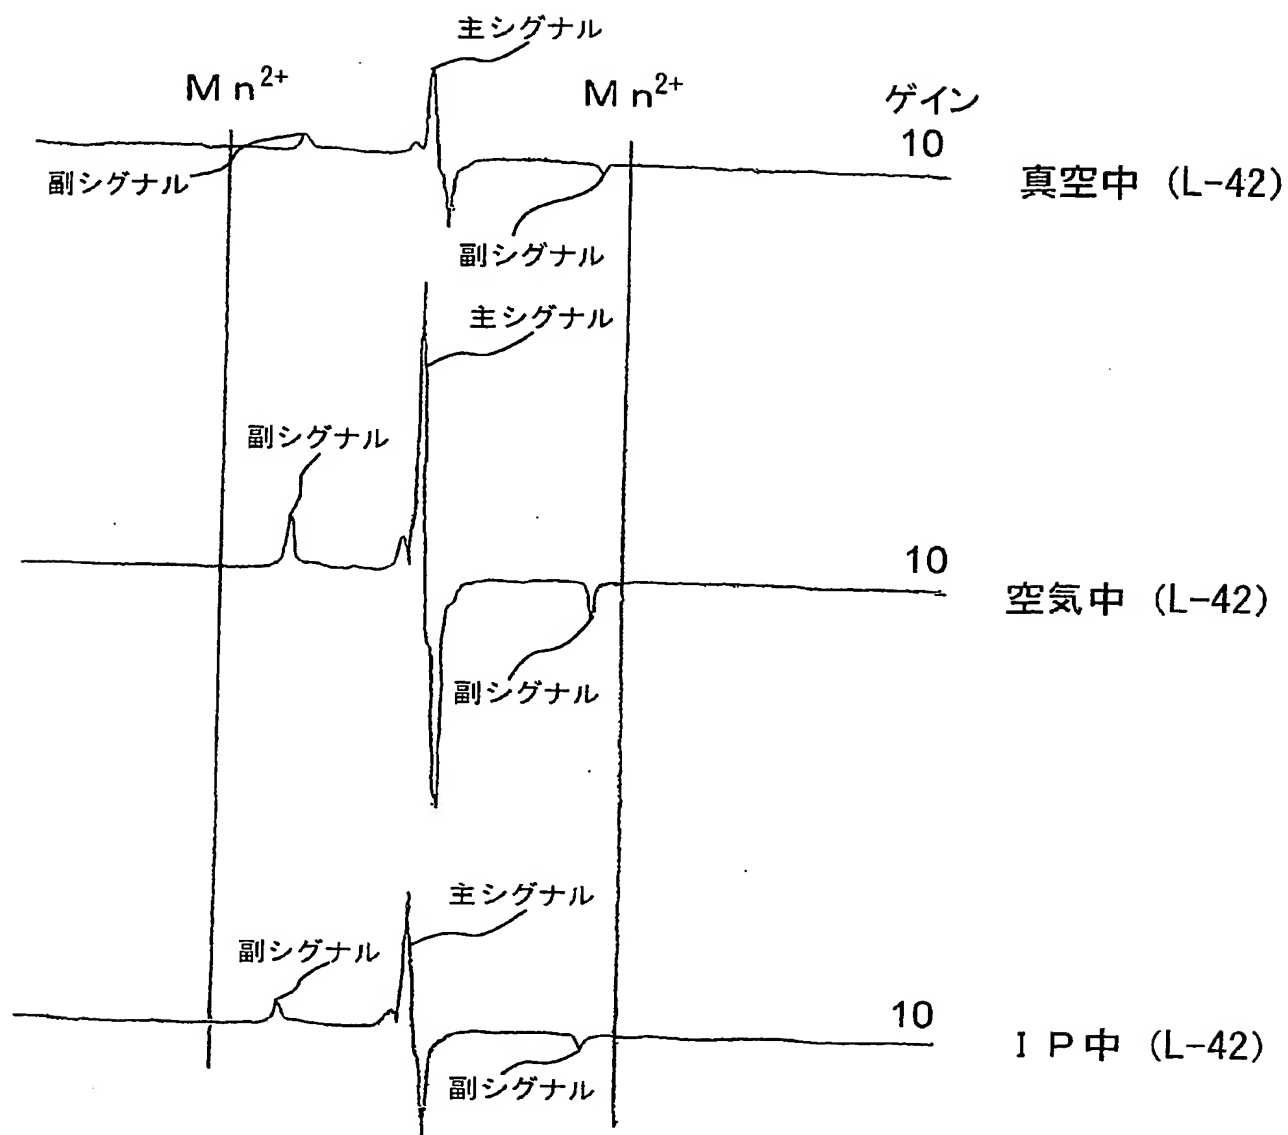 主シグナル
Mn²⁺
Mn²⁺
ゲイン
10
真空中 (L-42)
副シグナル
副シグナル
主シグナル
副シグナル
10
空気中 (L-42)
副シグナル
主シグナル
副シグナル
10
IP中 (L-42)
副シグナル